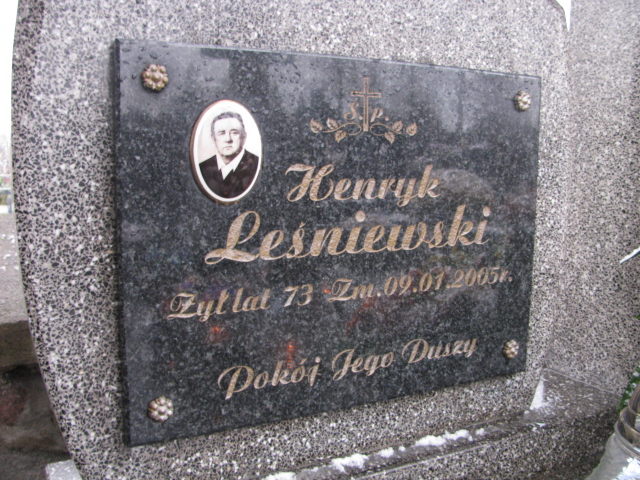 Ś P
Henryk
Leśniewski
Żył lat 73 Zm. 09.01.2005r.
Pokój Jego Duszy